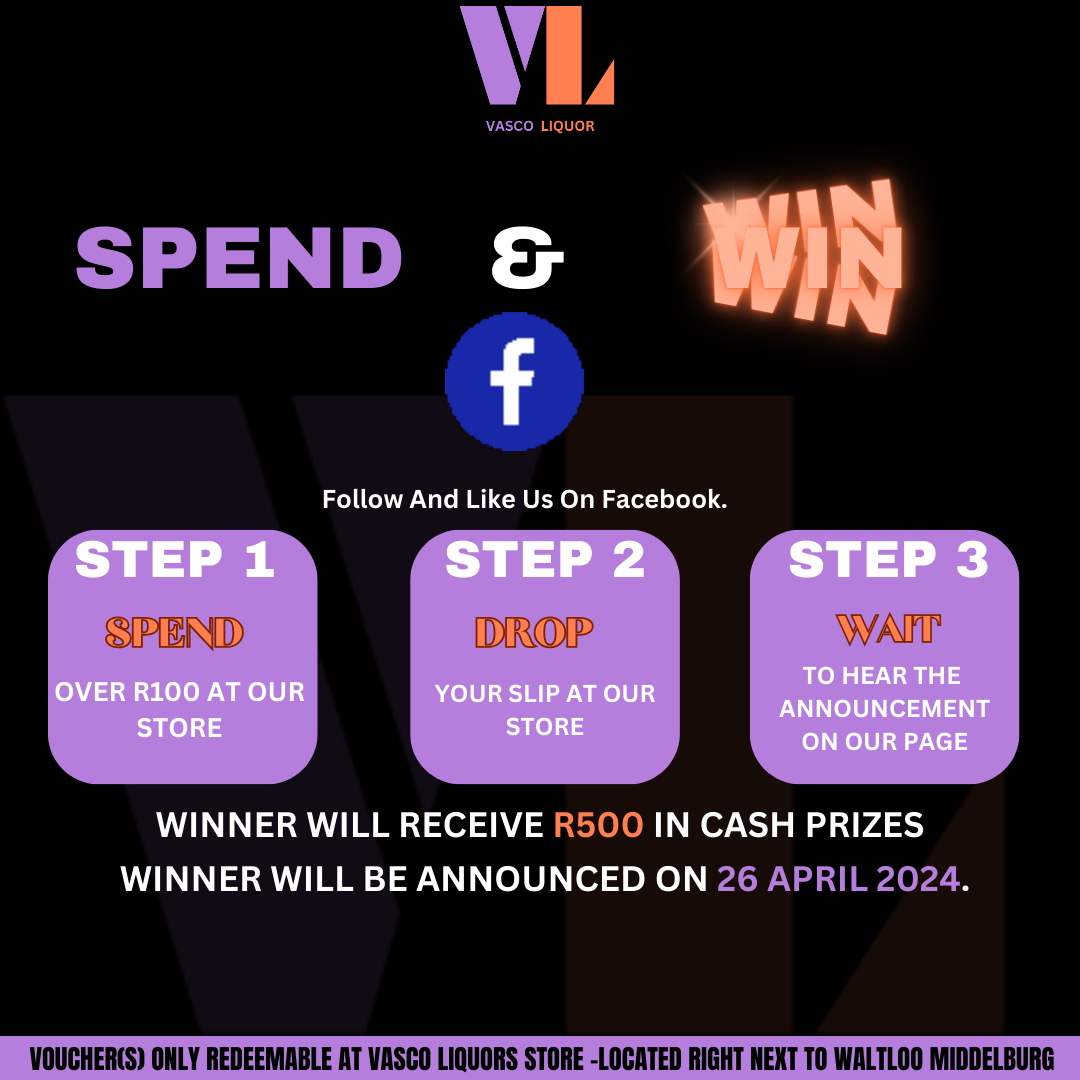 VL
VASCO LIQUOR
SPEND & WIN
WIN
WIN
f
Follow And Like Us On Facebook.
STEP 1
SPEND
OVER R100 AT OUR
STORE
STEP 2
DROP
YOUR SLIP AT OUR
STORE
STEP 3
WAIT
TO HEAR THE
ANNOUNCEMENT
ON OUR PAGE
WINNER WILL RECEIVE R500 IN CASH PRIZES
WINNER WILL BE ANNOUNCED ON 26 APRIL 2024.
VOUCHER(S) ONLY REDEEMABLE AT VASCO LIQUORS STORE -LOCATED RIGHT NEXT TO WALTLOO MIDDELBURG